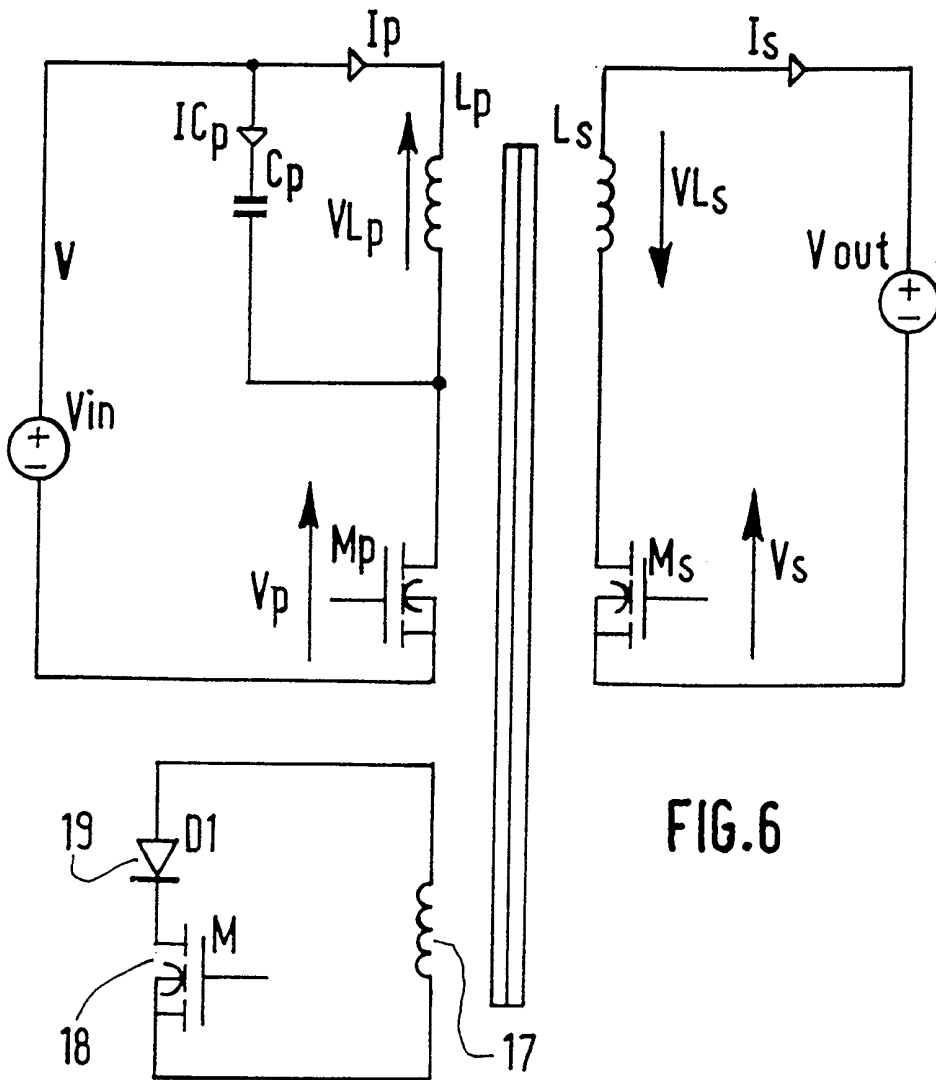 Ip
Is
ICp
Lp
Ls
Cp
VLp
VLs
V
Vout
+
−
Vin
+
−
Mp
Ms
Vp
Vs
19
D1
FIG.6
M
18
17